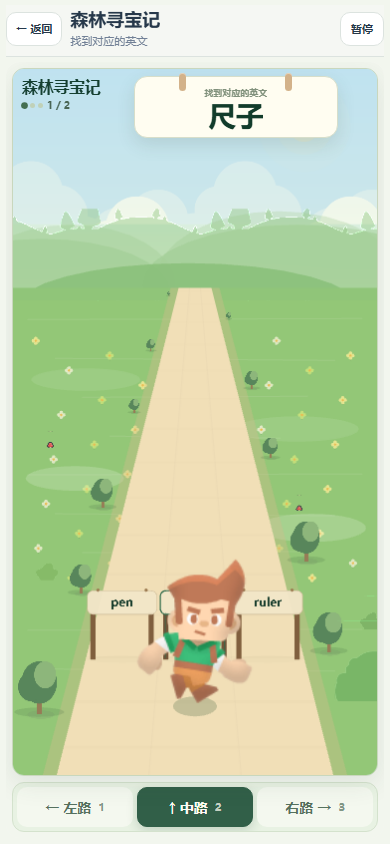 ← 返回
森林寻宝记
找到对应的英文
暂停
森林寻宝记
1 / 2
找到对应的英文
尺子
pen
ruler
← 左路 1
↑ 中路 2
右路 → 3